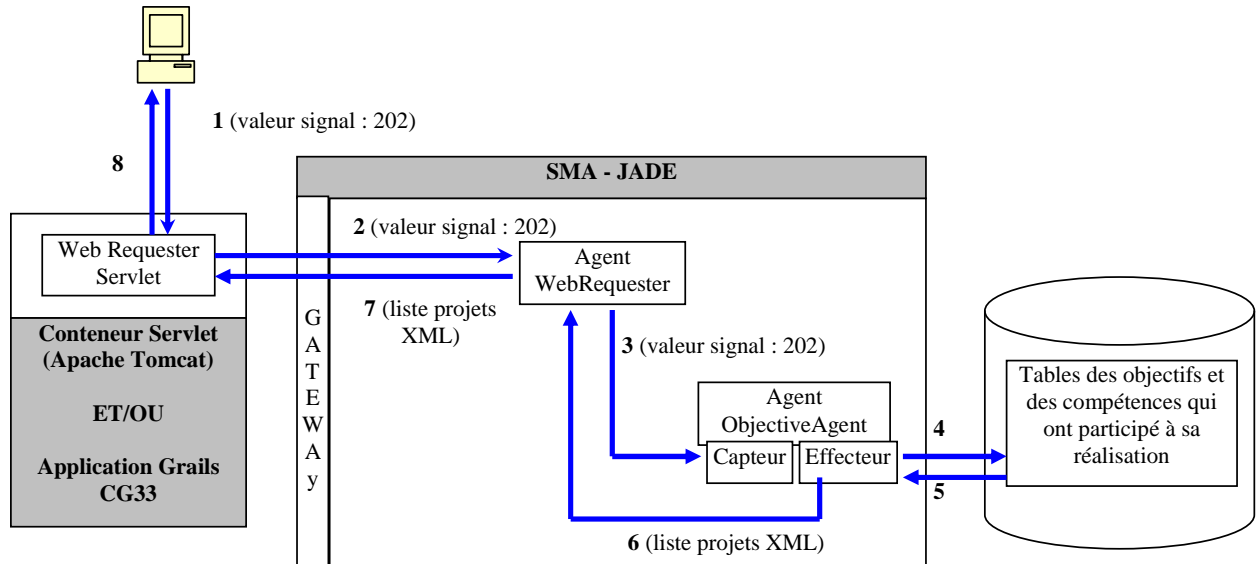 1 (valeur signal : 202)
8
SMA - JADE
2 (valeur signal : 202)
Web Requester
Servlet
Agent
WebRequester
7 (liste projets
XML)
G
A
T
E
W
A
y
Conteneur Servlet
(Apache Tomcat)
ET/OU
Application Grails
CG33
3 (valeur signal : 202)
Agent
ObjectiveAgent
Capteur
Effecteur
4
5
Tables des objectifs et
des compétences qui
ont participé à sa
réalisation
6 (liste projets XML)